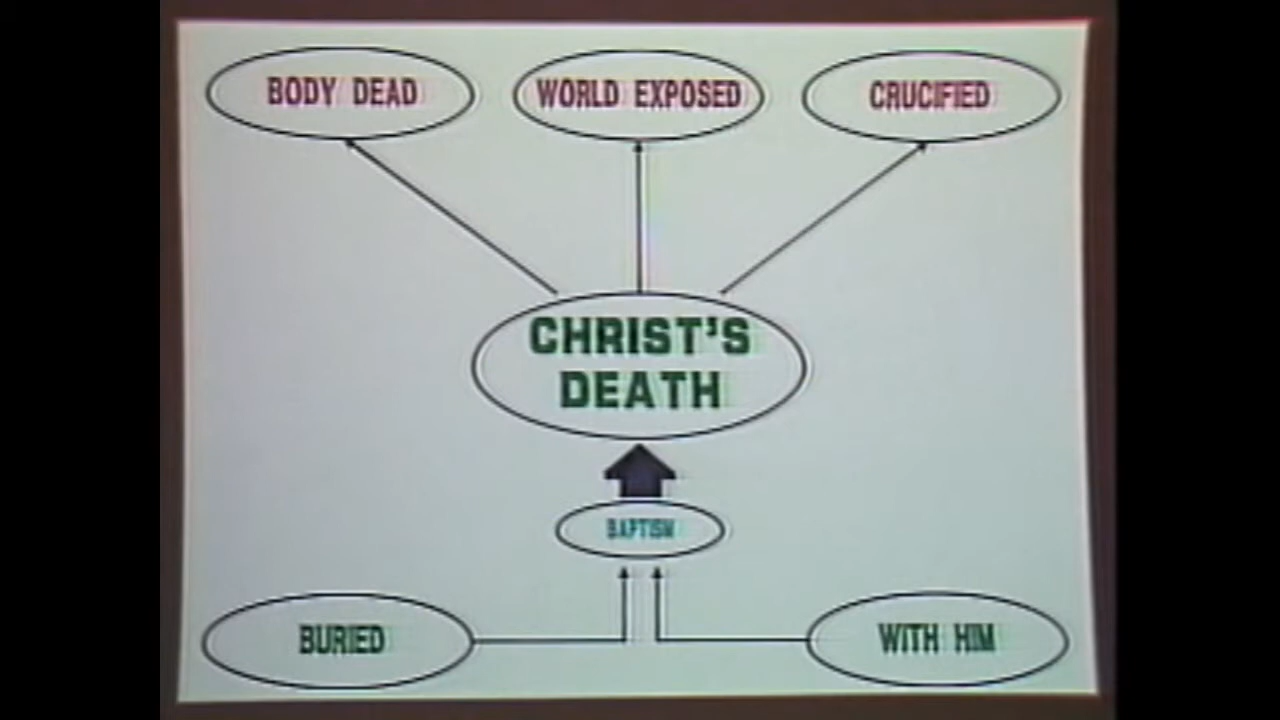 BODY DEAD
WORLD EXPOSED
CRUCIFIED
CHRIST'S
DEATH
BAPTISM
BURIED
WITH HIM